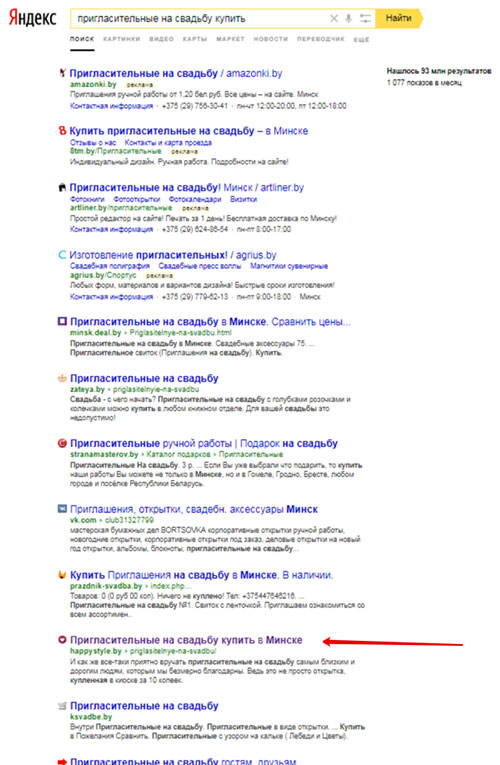 Яндекс
пригласительные на свадьбу купить
Найти
ПОИСК КАРТИНКИ ВИДЕО КАРТЫ МАРКЕТ НОВОСТИ ПЕРЕВОДЧИК ЕЩЁ
Нашлось 93 млн результатов
1 077 показов в месяц
Пригласительные на свадьбу / amazonki.by
amazonki.by реклама
Приглашения ручной работы от 1,20 бел.руб. Все цены – на сайте. Минск
Контактная информация · +375 (29) 756-30-41 · пн-чт 12:00-20:00, пт 12:00-18:00
Купить пригласительные на свадьбу – в Минске
Отзывы о нас Контакты и карта проезда
8tm.by/Пригласительные реклама
Индивидуальный дизайн. Ручная работа. Подробности на сайте!
Пригласительные на свадьбу! Минск / artliner.by
Фотокниги Фотооткрытки Фотокалендари Визитки
artliner.by/пригласительные реклама
Простой редактор на сайте! Печать за 1 день! Бесплатная доставка по Минску!
Контактная информация · +375 (29) 624-86-54 · пн-пт 8:00-17:00
Изготовление пригласительных! / agrius.by
Свадебная полиграфия Свадебные пресс воллы Магнитики сувенирные
agrius.by/Спортус реклама
Любых форм, материалов и вариантов дизайна! Быстрые сроки изготовления!
Контактная информация · +375 (29) 779-62-13 · пн-пт 9:00-18:00 · Минск
Пригласительные на свадьбу в Минске. Сравнить цены...
minsk.deal.by › Priglasitelnye-na-svadbu.html
Пригласительные на свадьбу в Минске. Свадебные аксессуары 75. ...
Пригласительное свиток (Приглашения на свадьбу). Купить.
Пригласительные на свадьбу
zateya.by › priglasitelnyie-na-svadbu
Свадьба - с чего начать? Пригласительные на свадьбу с голубками розочками и
колечками можно купить в любом книжном отделе. Для вашей свадьбы это
недопустимо!
Пригласительные ручной работы | Подарок на свадьбу
stranamasterov.by › Каталог подарков › Пригласительные
Пригласительные На свадьбу. 3 р. ... Если Вы уже выбрали что подарить, то купить
наши работы Вы можете не только в Минске, но и в Гомеле, Гродно, Бресте, любом
городе и посёлке Республики Беларусь.
Приглашения, открытки, свадебн. аксессуары Минск
vk.com › club31327799
мастерская бумажных дел BORTSOVKA корпоративные открытки ручной работы,
новогодние открытки, корпоративные открытки под заказ, деловые открытки на новый
год открытки, альбомы, блокноты, пригласительные на свадьбу...
Купить Приглашения на свадьбу в Минске. В наличии.
prazdnik-svadba.by › index.php...
Товаров: 0 (0 руб 00 коп). Ничего не куплено! Тел: +375447646216. ...
Пригласительные на свадьбу №1. Свиток с ленточкой. Приглашаем ознакомиться со
всем ассортимен..
Пригласительные на свадьбу купить в Минске
happystyle.by › priglasitelnye-na-svadbu/
И как же все-таки приятно вручать пригласительные на свадьбу самым близким и
дорогим людям, которым мы безмерно благодарны. Ведь это не просто открытка,
купленная в киоске за 10 копеек.
Пригласительные на свадьбу
ksvadbe.by
Внутри Пригласительные на свадьбу. Пригласительные в виде открытки. ... Купить
в Пожелания Сравнить. Пригласительные с узором на кальке ( Лебеди и Цветы).
Пригласительные на свадьбу гостям, друзьям